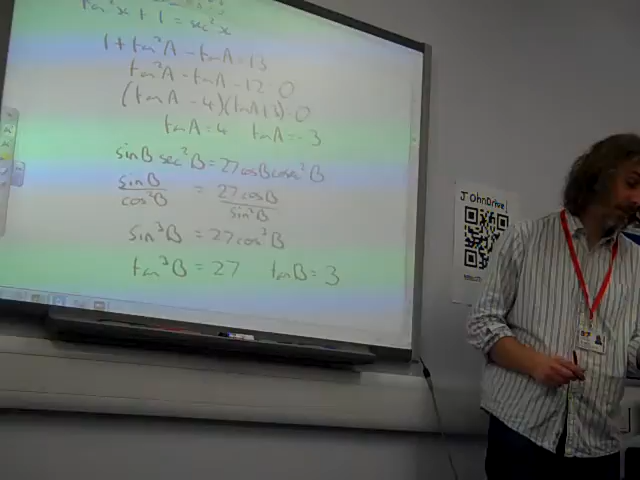 tan²x + 1 = sec²x
1 + tan²A - tanA = 13
tan²A - tanA - 12 = 0
(tanA - 4)(tanA + 3) = 0
tanA = 4 tanA = -3
sinB sec²B = 27cosB cosec²B
sinB / cos²B = 27cosB / sin²B
sin³B = 27cos³B
tan³B = 27 tanB = 3
JOhnDrive